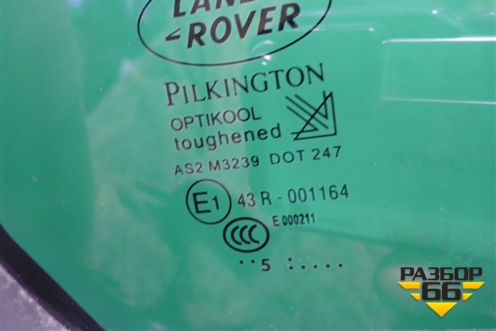 LAND
ROVER
PILKINGTON
OPTIKOOL
toughened
AS2 M3239 DOT 247
E1 43 R - 001164
CCC E 000211
··5 :....
РАЗБОР
66